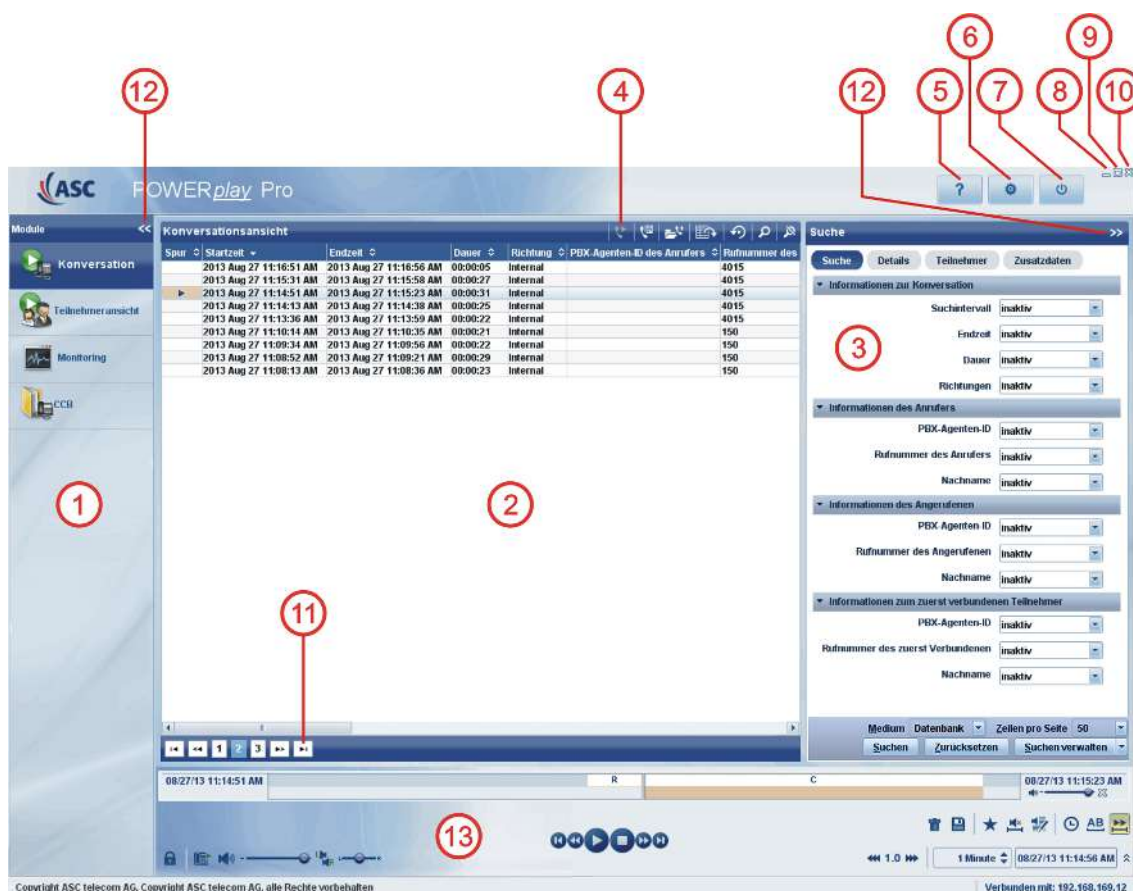 6
9
12
4
12
5
7
8
10
ASC POWERplay Pro
?
Module <<
Konversation
Teilnehmeransicht
Monitoring
CCB
1
Konversationsansicht
Spur Startzeit Endzeit Dauer Richtung PBX-Agenten-ID des Anrufers Rufnummer des
2013 Aug 27 11:16:51 AM 2013 Aug 27 11:16:56 AM 00:00:05 Internal 4015
2013 Aug 27 11:15:31 AM 2013 Aug 27 11:15:58 AM 00:00:27 Internal 4015
2013 Aug 27 11:14:51 AM 2013 Aug 27 11:15:23 AM 00:00:31 Internal 4015
2013 Aug 27 11:14:13 AM 2013 Aug 27 11:14:38 AM 00:00:25 Internal 4015
2013 Aug 27 11:13:36 AM 2013 Aug 27 11:13:59 AM 00:00:22 Internal 4015
2013 Aug 27 11:10:14 AM 2013 Aug 27 11:10:35 AM 00:00:21 Internal 150
2013 Aug 27 11:09:34 AM 2013 Aug 27 11:09:56 AM 00:00:22 Internal 150
2013 Aug 27 11:08:52 AM 2013 Aug 27 11:09:21 AM 00:00:29 Internal 150
2013 Aug 27 11:08:13 AM 2013 Aug 27 11:08:36 AM 00:00:23 Internal 150
2
11
1 2 3
Suche >>
Suche Details Teilnehmer Zusatzdaten
Informationen zur Konversation
Suchintervall inaktiv
3
Endzeit inaktiv
Dauer inaktiv
Richtungen inaktiv
Informationen des Anrufers
PBX-Agenten-ID inaktiv
Rufnummer des Anrufers inaktiv
Nachname inaktiv
Informationen des Angerufenen
PBX-Agenten-ID inaktiv
Rufnummer des Angerufenen inaktiv
Nachname inaktiv
Informationen zum zuerst verbundenen Teilnehmer
PBX-Agenten-ID inaktiv
Rufnummer des zuerst Verbundenen inaktiv
Nachname inaktiv
Medium Datenbank Zeilen pro Seite 50
Suchen Zurücksetzen Suchen verwalten
08/27/13 11:14:51 AM R C 08/27/13 11:15:23 AM
13
AB
1.0 1 Minute 08/27/13 11:14:56 AM
Copyright ASC telecom AG, Copyright ASC telecom AG, alle Rechte vorbehalten Verbunden mit: 192.168.169.12